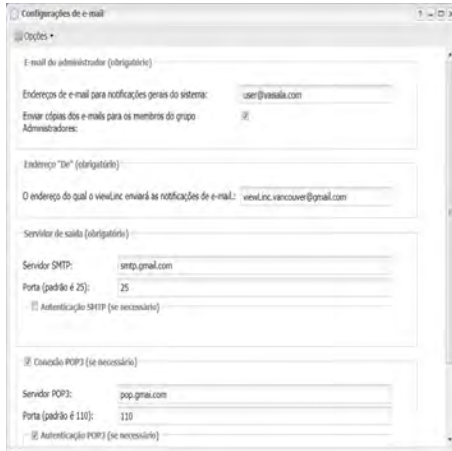 Configurações de e-mail
Opções
E-mail do administrador (obrigatório)
Endereços de e-mail para notificações gerais do sistema: user@vaisala.com
Enviar cópias dos e-mails para os membros do grupo
Administradores:
Endereço "De" (obrigatório)
O endereço do qual o viewLinc enviará as notificações de e-mail.: viewLinc.vancouver@gmail.com
Servidor de saída (obrigatório)
Servidor SMTP: smtp.gmail.com
Porta (padrão é 25): 25
Autenticação SMTP (se necessário)
Conexão POP3 (se necessário)
Servidor POP3: pop.gmai.com
Porta (padrão é 110): 110
Autenticação POP3 (se necessário)